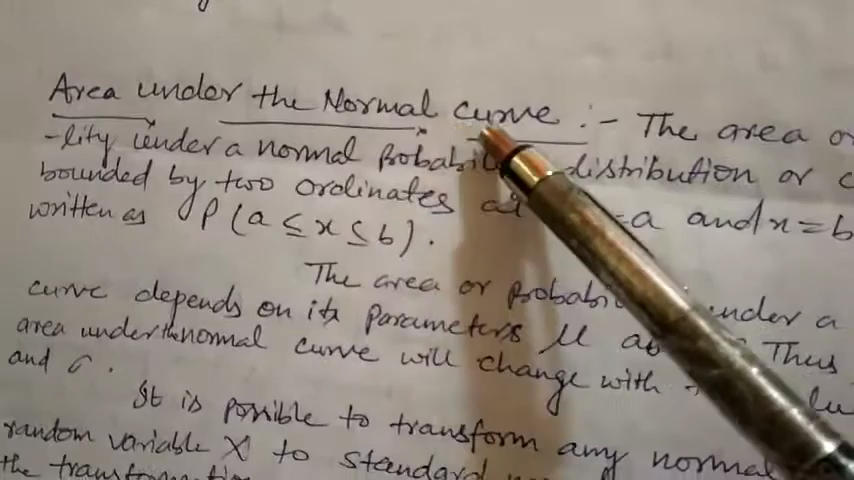 Area under the Normal curve :- The area o
-lity under a normal Probabi distribution or c
bounded by two ordinates at =a and x=b
written as P(a ≤ x ≤ b).
The area or Probabi under a
curve depends on its Parameters μ Thus
area under the normal curve will change with
and σ.
It is possible to transform any normal
random variable X to standard
the transformation